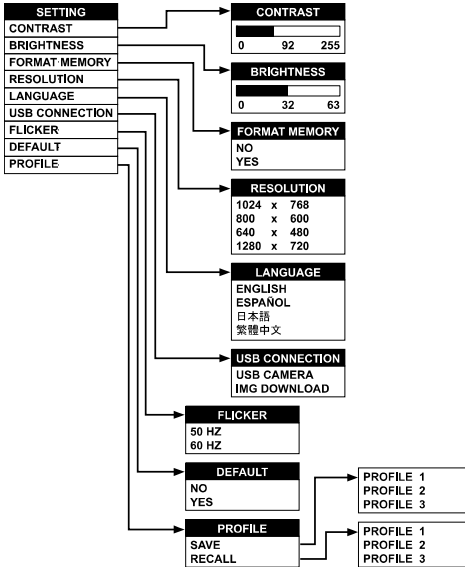 SETTING
CONTRAST
BRIGHTNESS
FORMAT MEMORY
RESOLUTION
LANGUAGE
USB CONNECTION
FLICKER
DEFAULT
PROFILE
CONTRAST
0 92 255
BRIGHTNESS
0 32 63
FORMAT MEMORY
NO
YES
RESOLUTION
1024 x 768
800 x 600
640 x 480
1280 x 720
LANGUAGE
ENGLISH
ESPAÑOL
日本語
繁體中文
USB CONNECTION
USB CAMERA
IMG DOWNLOAD
FLICKER
50 HZ
60 HZ
DEFAULT
NO
YES
PROFILE
SAVE
RECALL
PROFILE 1
PROFILE 2
PROFILE 3
PROFILE 1
PROFILE 2
PROFILE 3